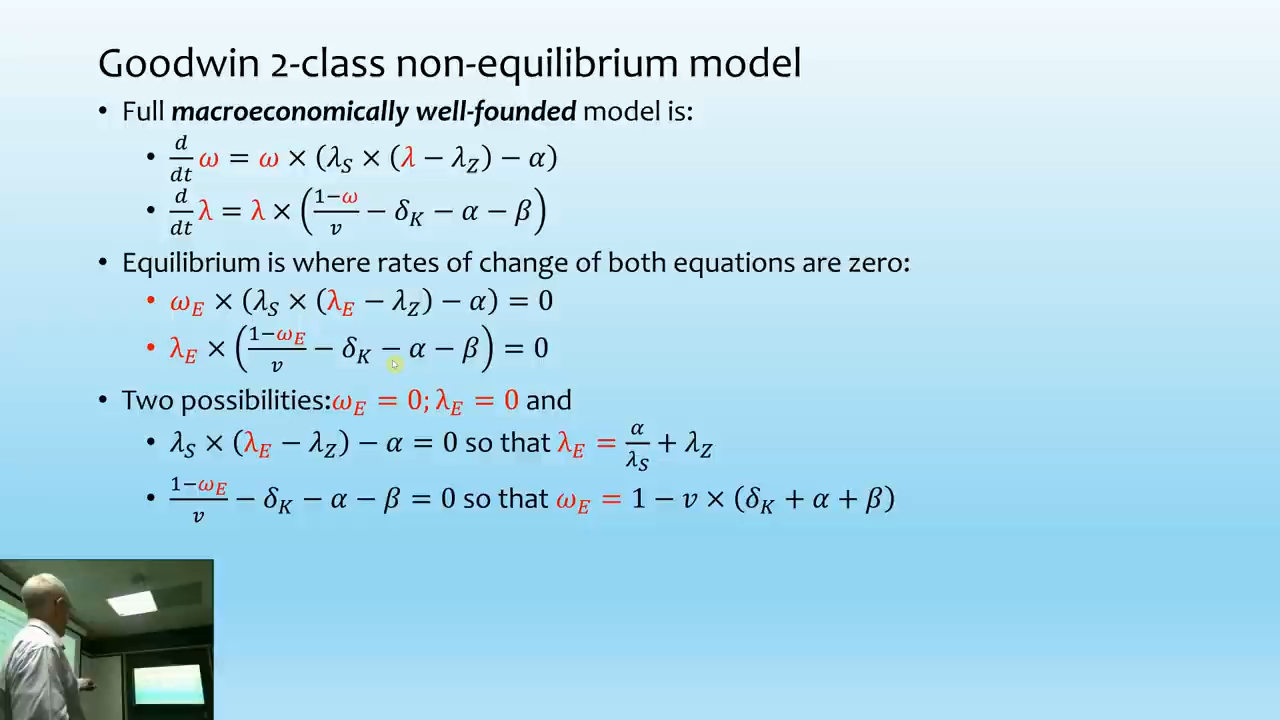 Goodwin 2-class non-equilibrium model
• Full macroeconomically well-founded model is:
• d/dt ω = ω × (λ_S × (λ − λ_Z) − α)
• d/dt λ = λ × ((1−ω)/v − δ_K − α − β)
• Equilibrium is where rates of change of both equations are zero:
• ω_E × (λ_S × (λ_E − λ_Z) − α) = 0
• λ_E × ((1−ω_E)/v − δ_K − α − β) = 0
• Two possibilities:ω_E = 0; λ_E = 0 and
• λ_S × (λ_E − λ_Z) − α = 0 so that λ_E = α/λ_S + λ_Z
• (1−ω_E)/v − δ_K − α − β = 0 so that ω_E = 1 − v × (δ_K + α + β)